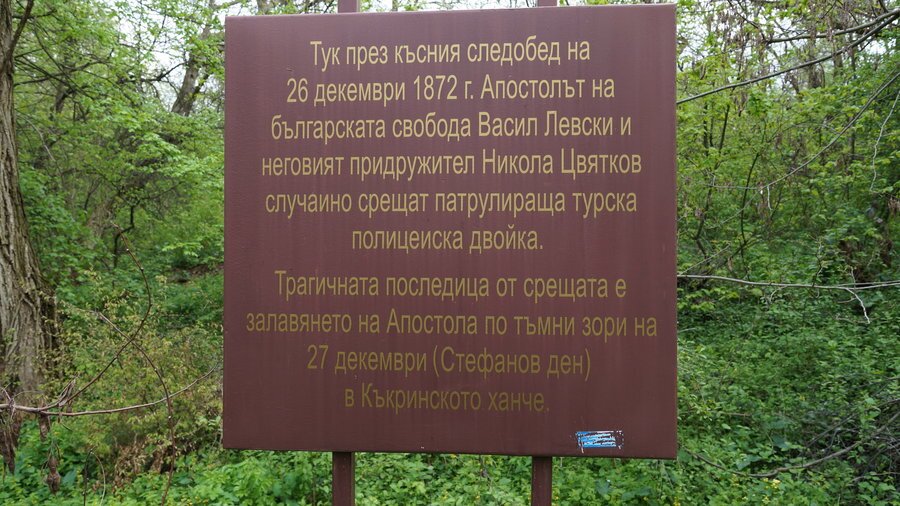 Тук през късния следобед на
26 декември 1872 г. Апостолът на
българската свобода Васил Левски и
неговият придружител Никола Цвятков
случаино срещат патрулираща турска
полицеиска двойка.
Трагичната последица от срещата е
залавянето на Апостола по тъмни зори на
27 декември (Стефанов ден)
в Къкринското ханче.